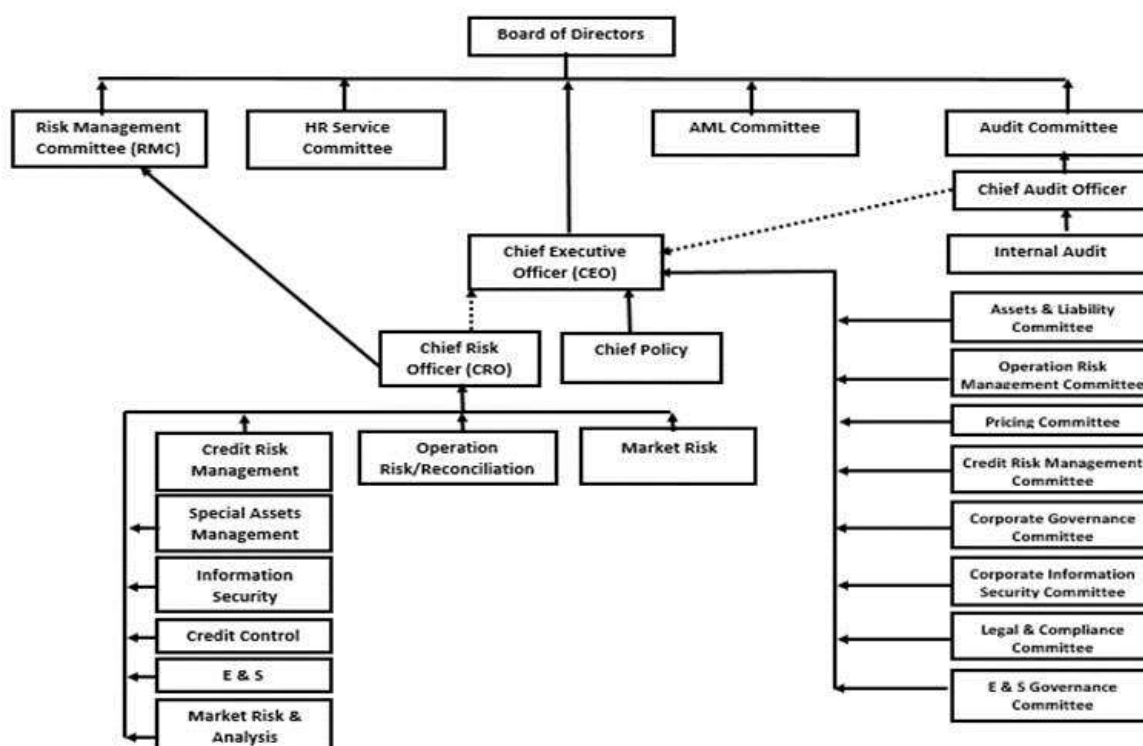 Board of Directors
Risk Management
Committee (RMC)
HR Service
Committee
AML Committee
Audit Committee
Chief Audit Officer
Internal Audit
Chief Executive
Officer (CEO)
Chief Risk
Officer (CRO)
Chief Policy
Assets & Liability
Committee
Operation Risk
Management Committee
Pricing Committee
Credit Risk Management
Committee
Corporate Governance
Committee
Corporate Information
Security Committee
Legal & Compliance
Committee
E & S Governance
Committee
Credit Risk
Management
Operation
Risk/Reconciliation
Market Risk
Special Assets
Management
Information
Security
Credit Control
E & S
Market Risk &
Analysis